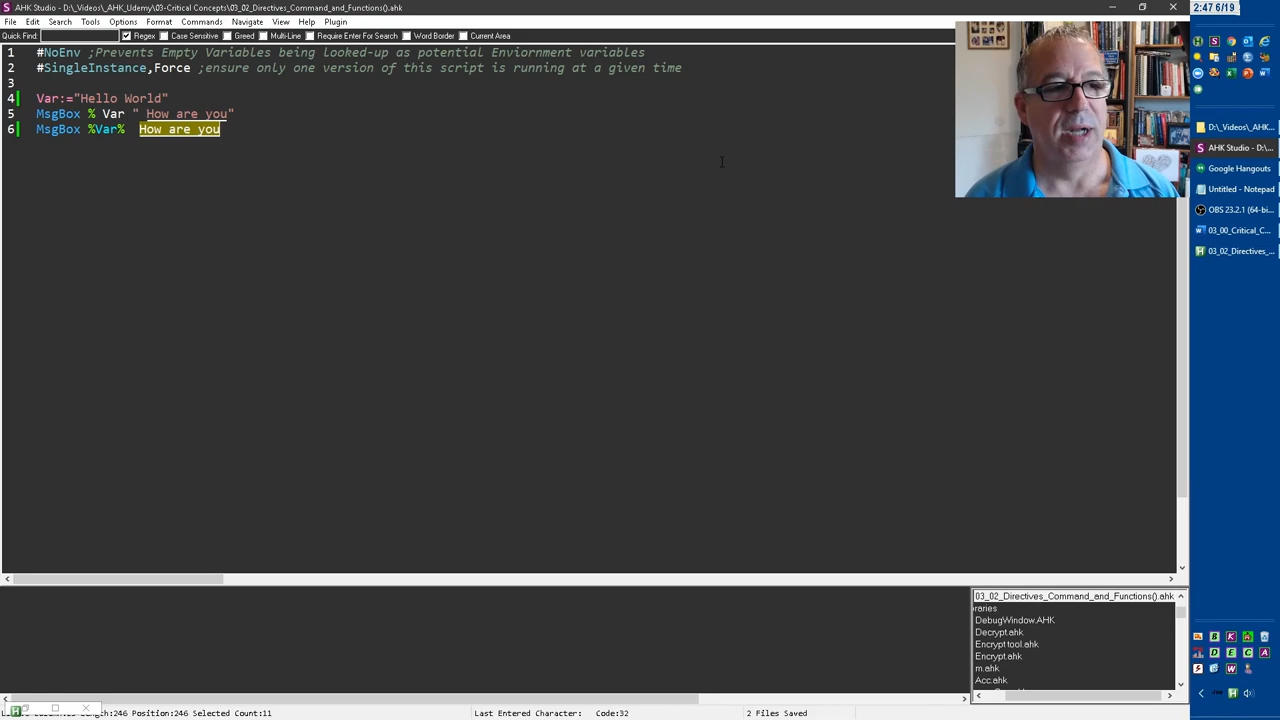 AHK Studio - D:\_Videos\_AHK_Udemy\03-Critical Concepts\03_02_Directives_Command_and_Functions().ahk
2:47 6/19
File Edit Search Tools Options Format Commands Navigate View Help Plugin
Quick Find: Regex Case Sensitive Greed Multi-Line Require Enter For Search Word Border Current Area
1 #NoEnv ;Prevents Empty Variables being looked-up as potential Enviornment variables
2 #SingleInstance,Force ;ensure only one version of this script is running at a given time
3
4 Var:="Hello World"
5 MsgBox % Var " How are you"
6 MsgBox %Var%  How are you
D:\_Videos\_AHK...
AHK Studio - D:\...
Google Hangouts
Untitled - Notepad
OBS 23.2.1 (64-bi...
03_00_Critical_C...
03_02_Directives_...
03_02_Directives_Command_and_Functions().ahk
raries
DebugWindow.AHK
Decrypt.ahk
Encrypt tool.ahk
Encrypt.ahk
m.ahk
Acc.ahk
Length:246 Position:246 Selected Count:11
Last Entered Character: Code:32
2 Files Saved